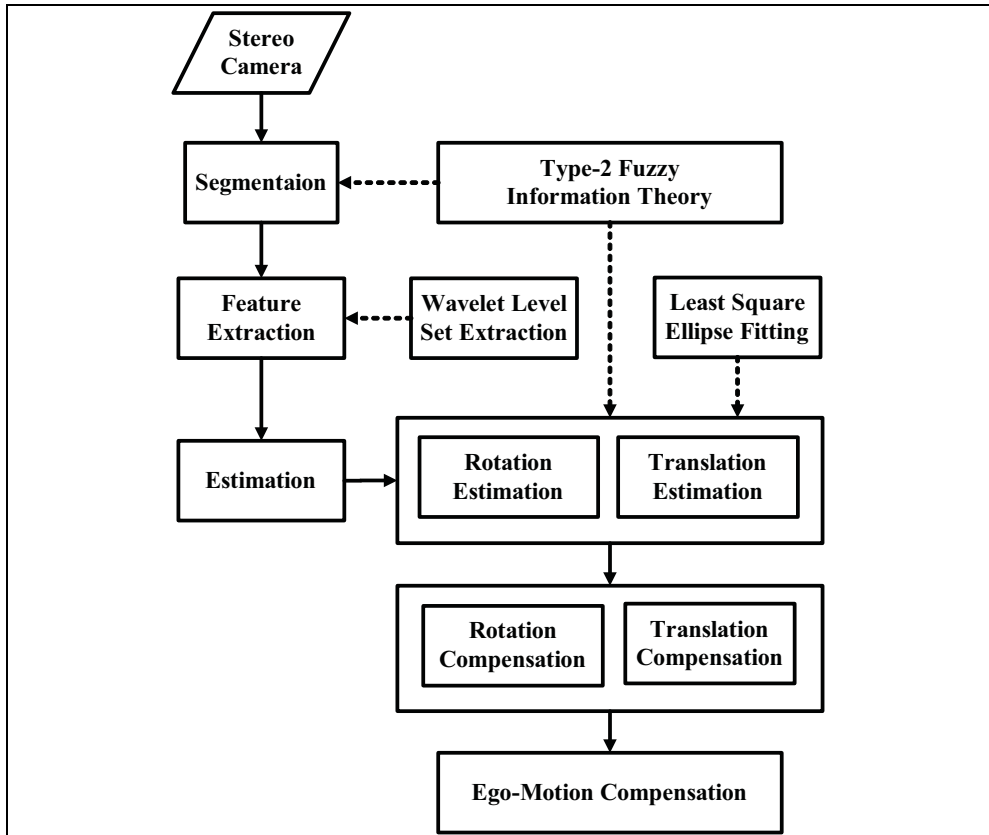 Stereo
Camera
Segmentaion
Type-2 Fuzzy
Information Theory
Feature
Extraction
Wavelet Level
Set Extraction
Least Square
Ellipse Fitting
Estimation
Rotation
Estimation
Translation
Estimation
Rotation
Compensation
Translation
Compensation
Ego-Motion Compensation